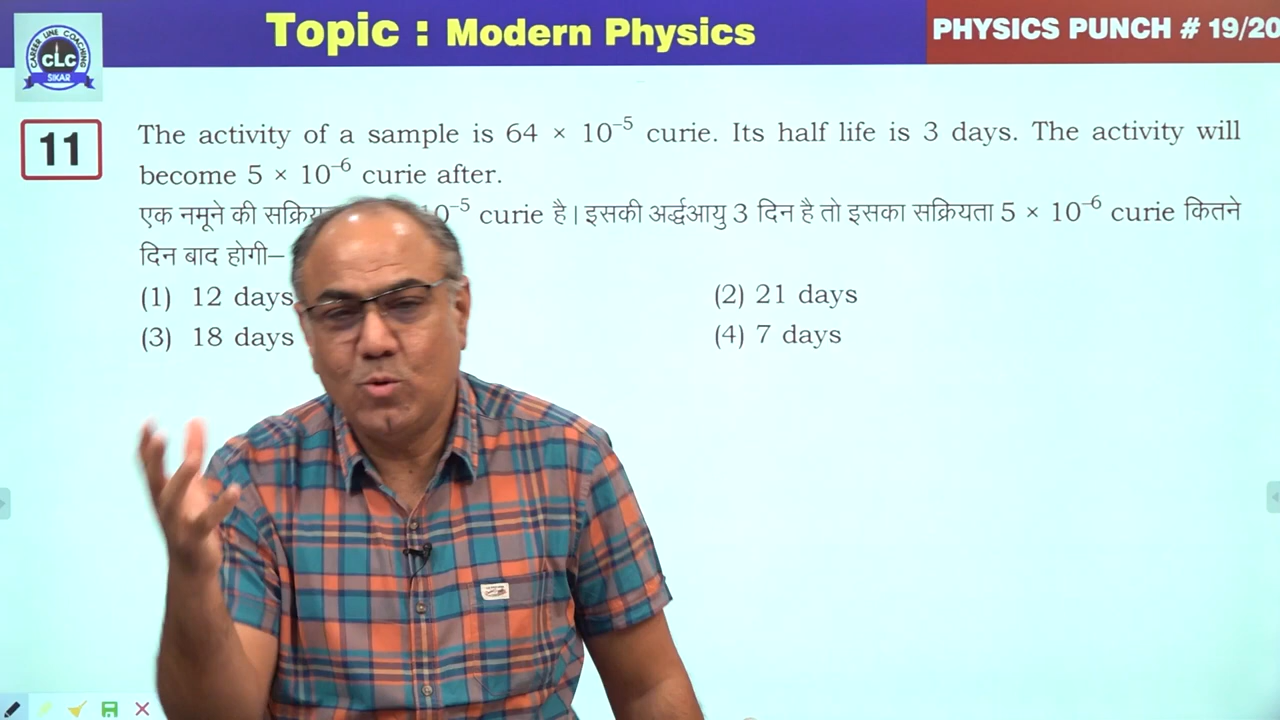 Topic : Modern Physics
PHYSICS PUNCH # 19/20
CAREER LINE COACHING
CLC
SIKAR
11
The activity of a sample is 64 × 10⁻⁵ curie. Its half life is 3 days. The activity will
become 5 × 10⁻⁶ curie after.
एक नमूने की 10⁻⁵ curie है। इसकी अर्द्धआयु 3 दिन है तो इसका सक्रियता 5 × 10⁻⁶ curie कितने
दिन बाद होगी–
(1) 12 days
(2) 21 days
(3) 18 days
(4) 7 days